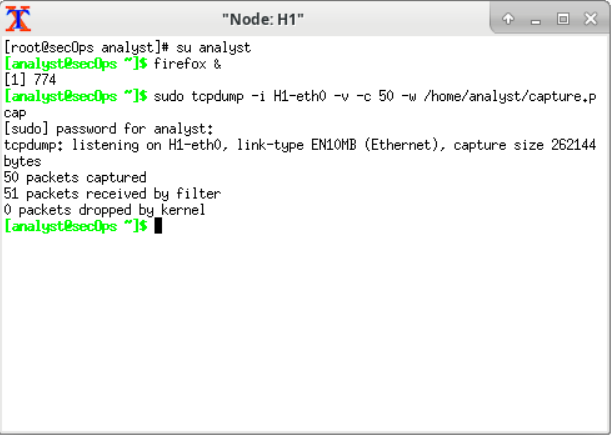 "Node: H1"
[root@secOps analyst]# su analyst
[analyst@secOps ~]$ firefox &
[1] 774
[analyst@secOps ~]$ sudo tcpdump -i H1-eth0 -v -c 50 -w /home/analyst/capture.p
cap
[sudo] password for analyst:
tcpdump: listening on H1-eth0, link-type EN10MB (Ethernet), capture size 262144
bytes
50 packets captured
51 packets received by filter
0 packets dropped by kernel
[analyst@secOps ~]$